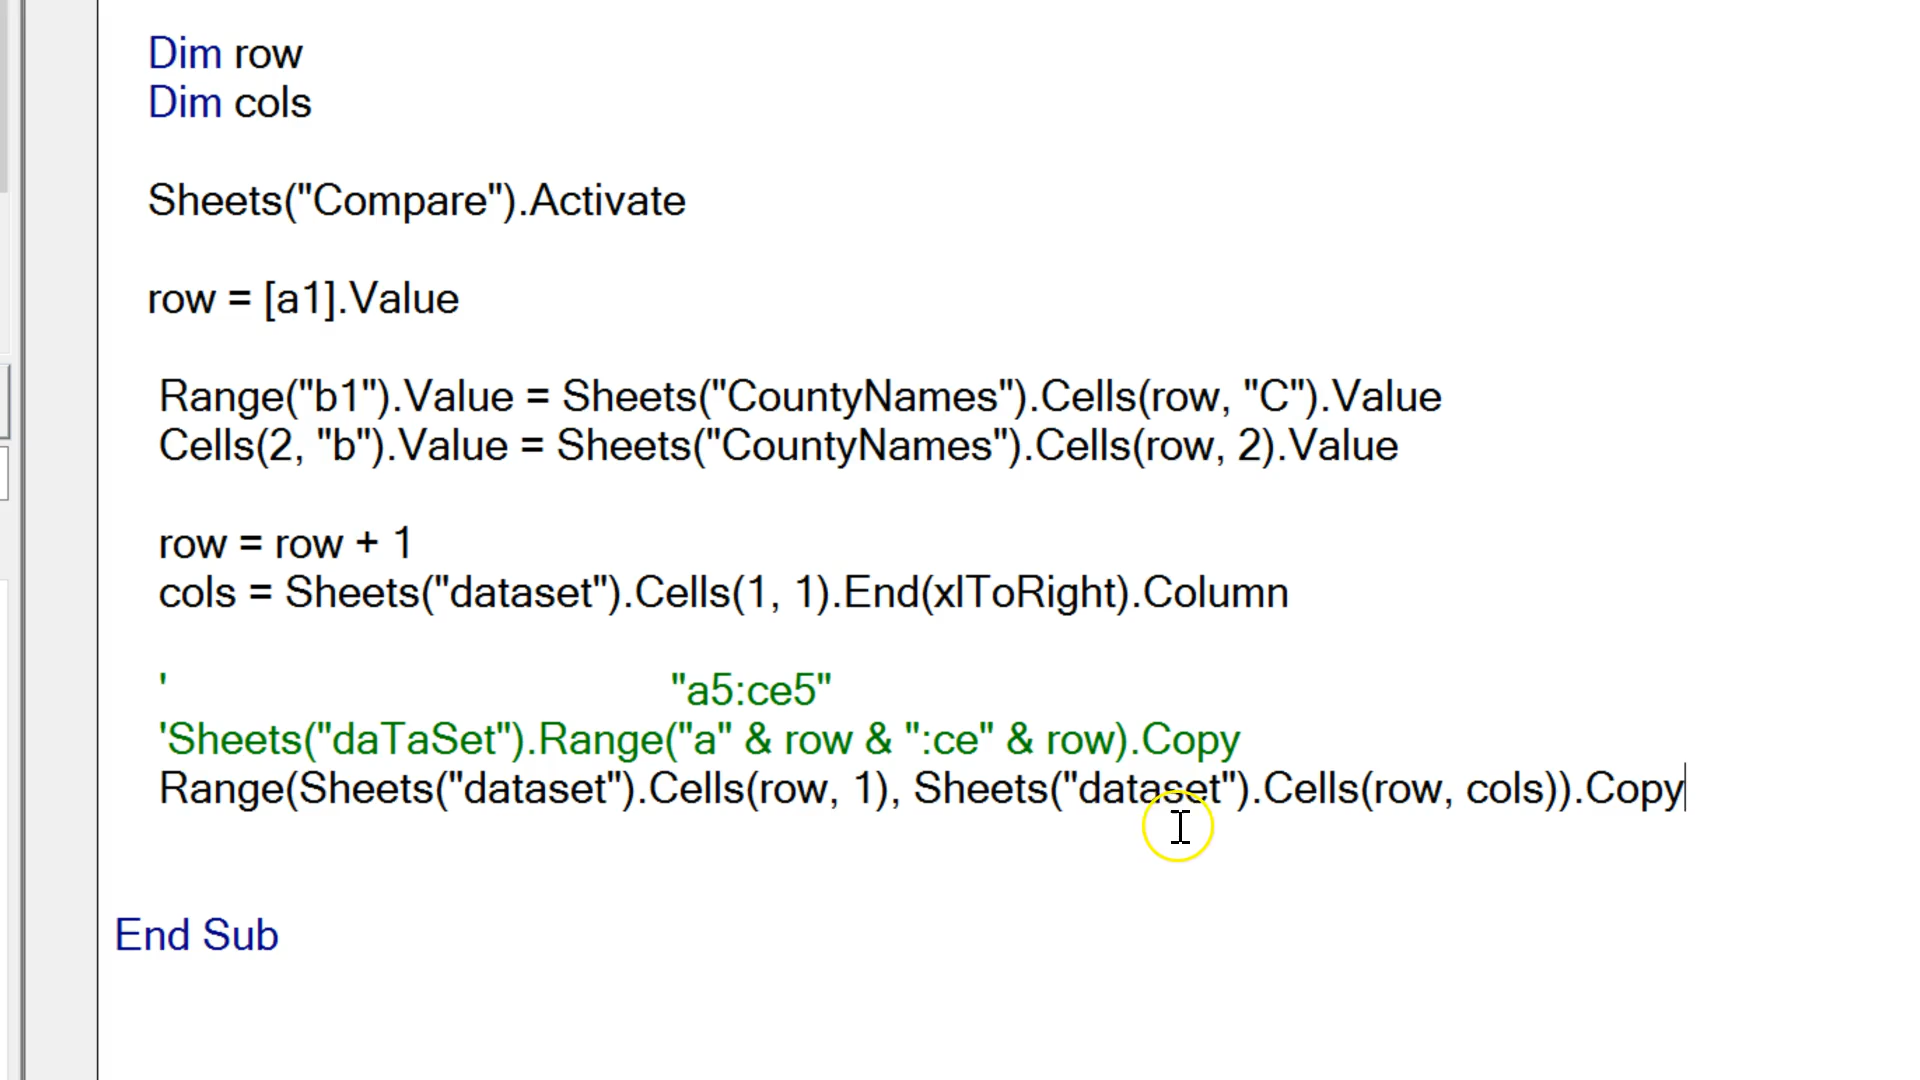 Dim row
Dim cols
Sheets("Compare").Activate
row = [a1].Value
Range("b1").Value = Sheets("CountyNames").Cells(row, "C").Value
Cells(2, "b").Value = Sheets("CountyNames").Cells(row, 2).Value
row = row + 1
cols = Sheets("dataset").Cells(1, 1).End(xlToRight).Column
' "a5:ce5"
'Sheets("daTaSet").Range("a" & row & ":ce" & row).Copy
Range(Sheets("dataset").Cells(row, 1), Sheets("dataset").Cells(row, cols)).Copy
End Sub